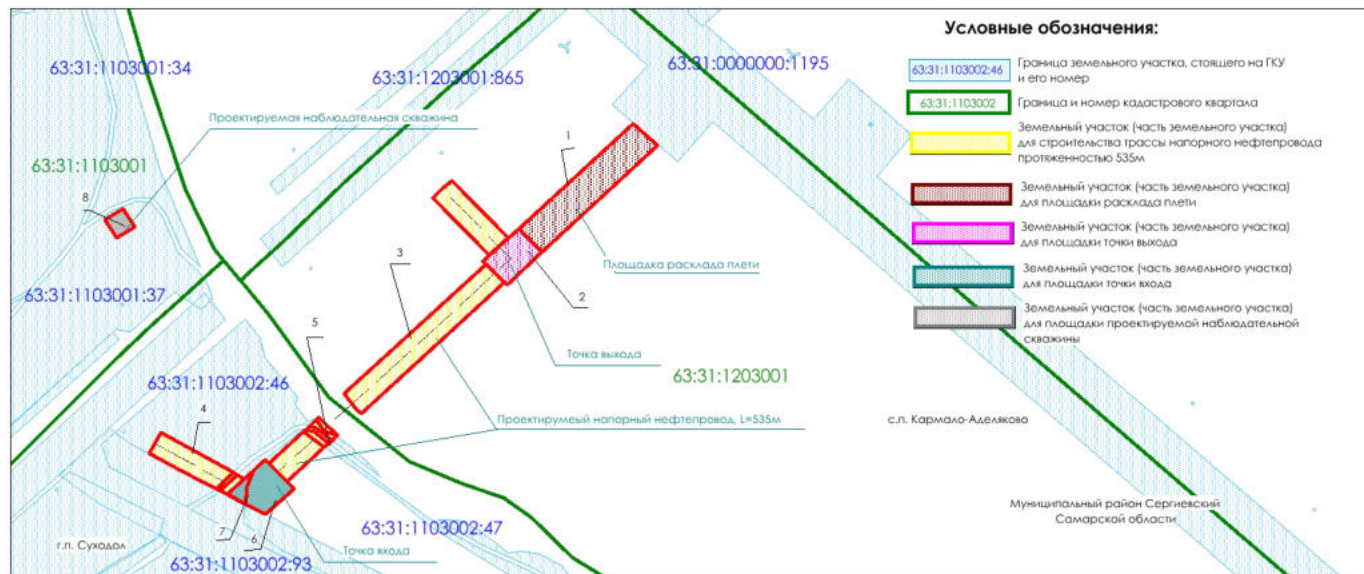 Условные обозначения:
63:31:1103002:46
Граница земельного участка, стоящего на ГКУ
и его номер
63:31:1103002
Граница и номер кадастрового квартала
Земельный участок (часть земельного участка)
для строительства трассы напорного нефтепровода
протяженностью 535м
Земельный участок (часть земельного участка)
для площадки расклада плети
Земельный участок (часть земельного участка)
для площадки точки выхода
Земельный участок (часть земельного участка)
для площадки точки входа
Земельный участок (часть земельного участка)
для площадки проектируемой наблюдательной
скважины
63:31:1103001:34
63:31:1203001:865
63:31:0000000:1195
Проектируемая наблюдательная скважина
1
63:31:1103001
8
3
Площадка расклада плети
63:31:1103001:37
2
5
Точка выхода
63:31:1203001
63:31:1103002:46
4
Проектируемый напорный нефтепровод, L=535м
с.п. Кармало-Аделяково
Муниципальный район Сергиевский
Самарской области
7
6
63:31:1103002:47
г.п. Суходол
Точка входа
63:31:1103002:93